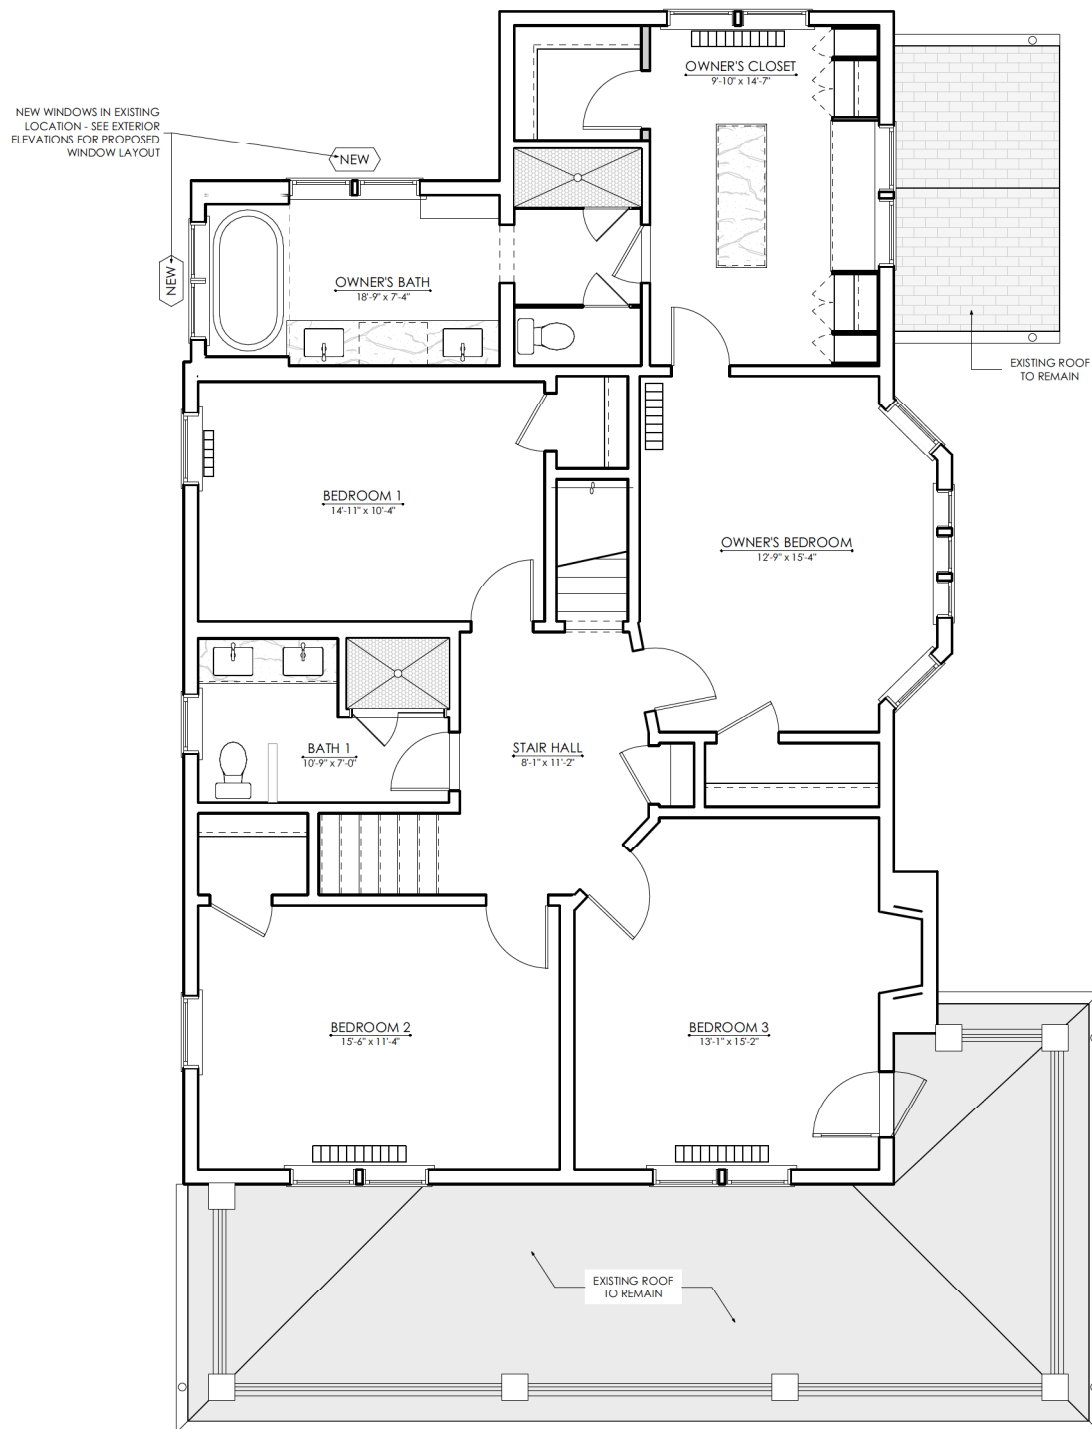 OWNER'S CLOSET
9'-10" x 14'-7"
NEW WINDOWS IN EXISTING
LOCATION - SEE EXTERIOR
ELEVATIONS FOR PROPOSED
WINDOW LAYOUT
NEW
NEW
OWNER'S BATH
18'-9" x 7'-4"
EXISTING ROOF
TO REMAIN
BEDROOM 1
14'-11" x 10'-4"
OWNER'S BEDROOM
12'-9" x 15'-4"
BATH 1
10'-9" x 7'-0"
STAIR HALL
8'-1" x 11'-2"
BEDROOM 2
15'-6" x 11'-4"
BEDROOM 3
13'-1" x 15'-2"
EXISTING ROOF
TO REMAIN